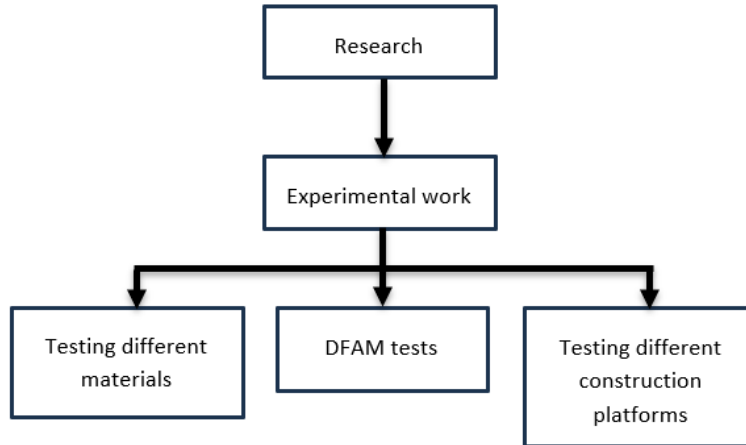 Research
Experimental work
Testing different
materials
DFAM tests
Testing different
construction
platforms